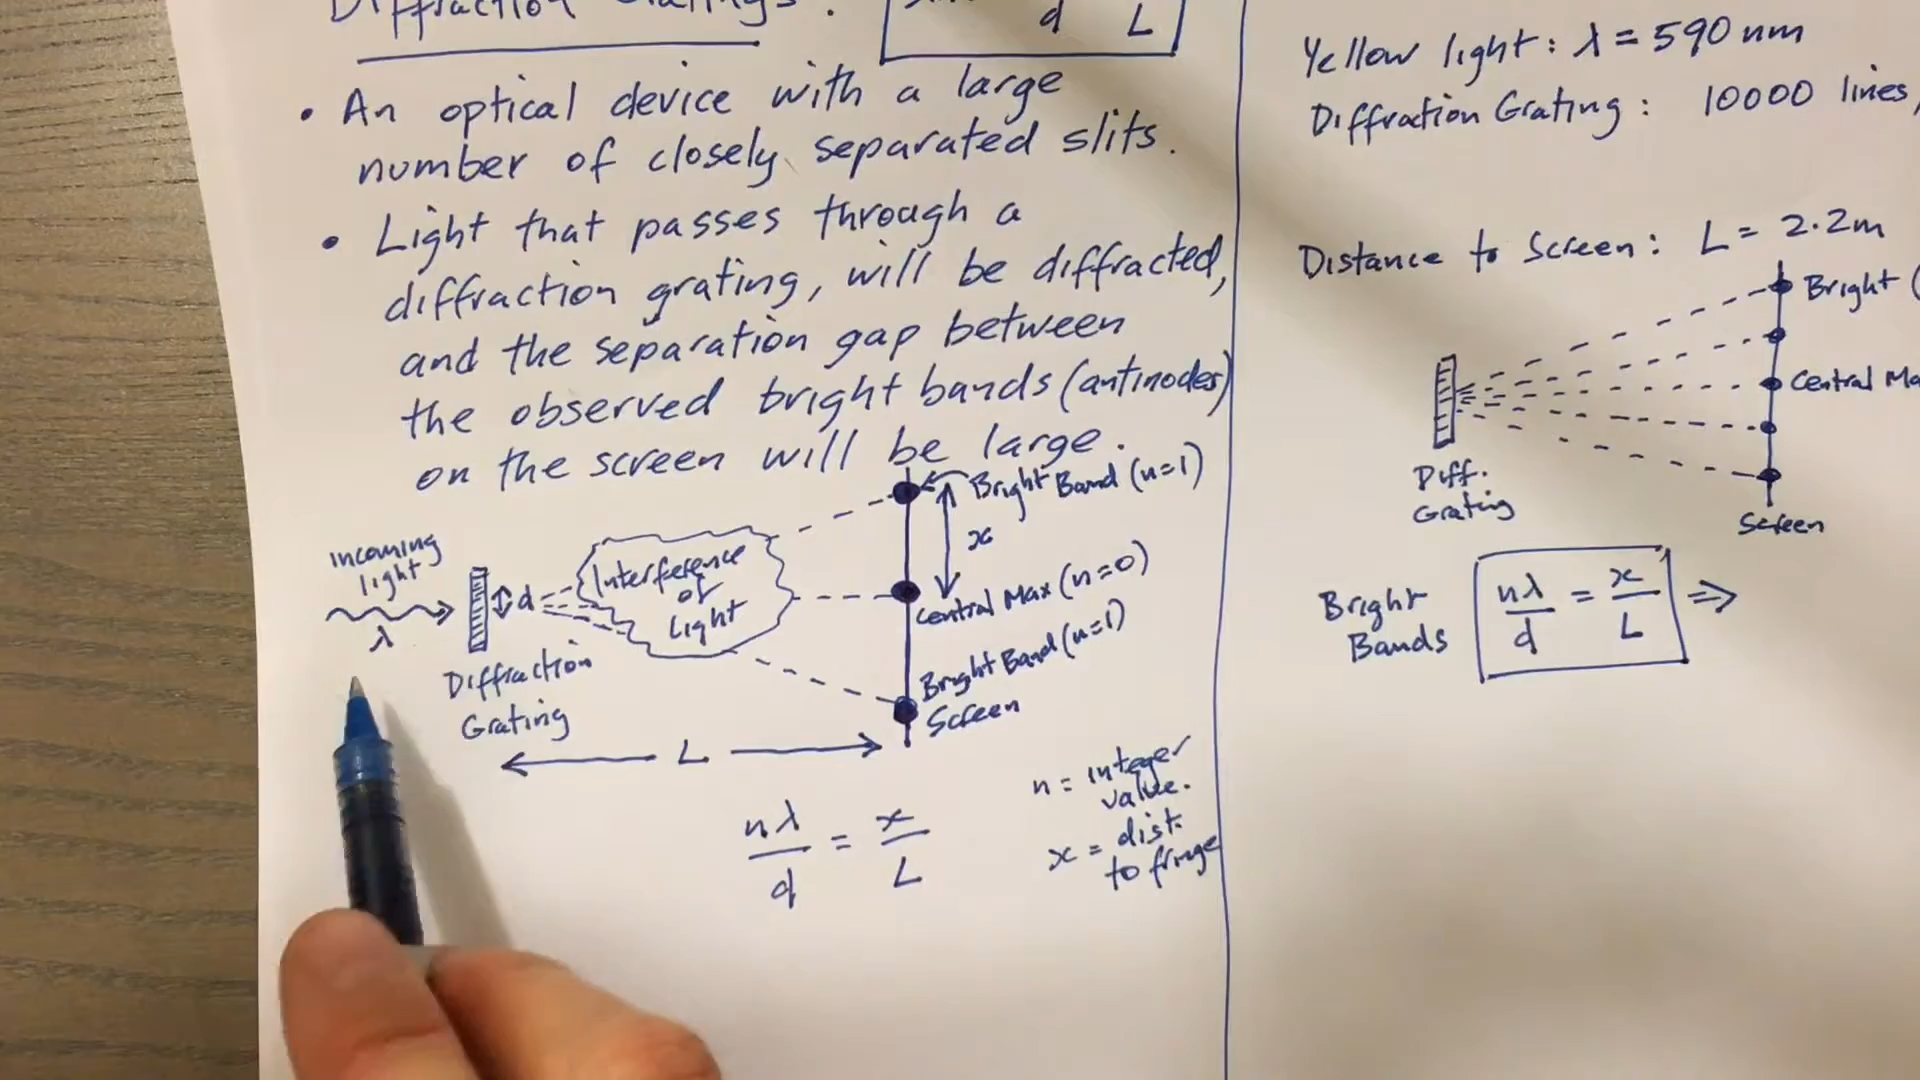 Diffraction Gratings :
d L
• An optical device with a large
number of closely separated slits.
• Light that passes through a
diffraction grating, will be diffracted,
and the separation gap between
the observed bright bands (antinodes)
on the screen will be large.
Bright Band (n=1)
x
incoming
light
λ
d
Interference
of
Light
Central Max (n=0)
Bright Band (n=1)
Screen
Diffraction
Grating
L
nλ/d = x/L
n = integer
value.
x = dist.
to fringe
Yellow light : λ = 590 nm
Diffraction Grating : 10000 lines
Distance to Screen : L = 2.2m
Bright (
Central
Diff.
Grating
Screen
Bright
Bands
nλ/d = x/L ⇒